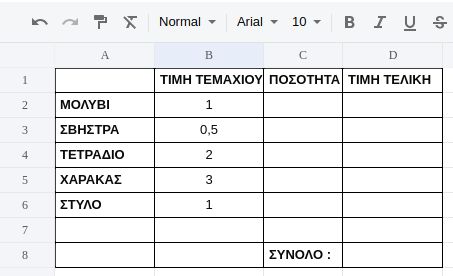 Normal Arial 10 B I U S
A B C D
1 ΤΙΜΗ ΤΕΜΑΧΙΟΥ ΠΟΣΟΤΗΤΑ ΤΙΜΗ ΤΕΛΙΚΗ
2 ΜΟΛΥΒΙ 1
3 ΣΒΗΣΤΡΑ 0,5
4 ΤΕΤΡΑΔΙΟ 2
5 ΧΑΡΑΚΑΣ 3
6 ΣΤΥΛΟ 1
7
8 ΣΥΝΟΛΟ :